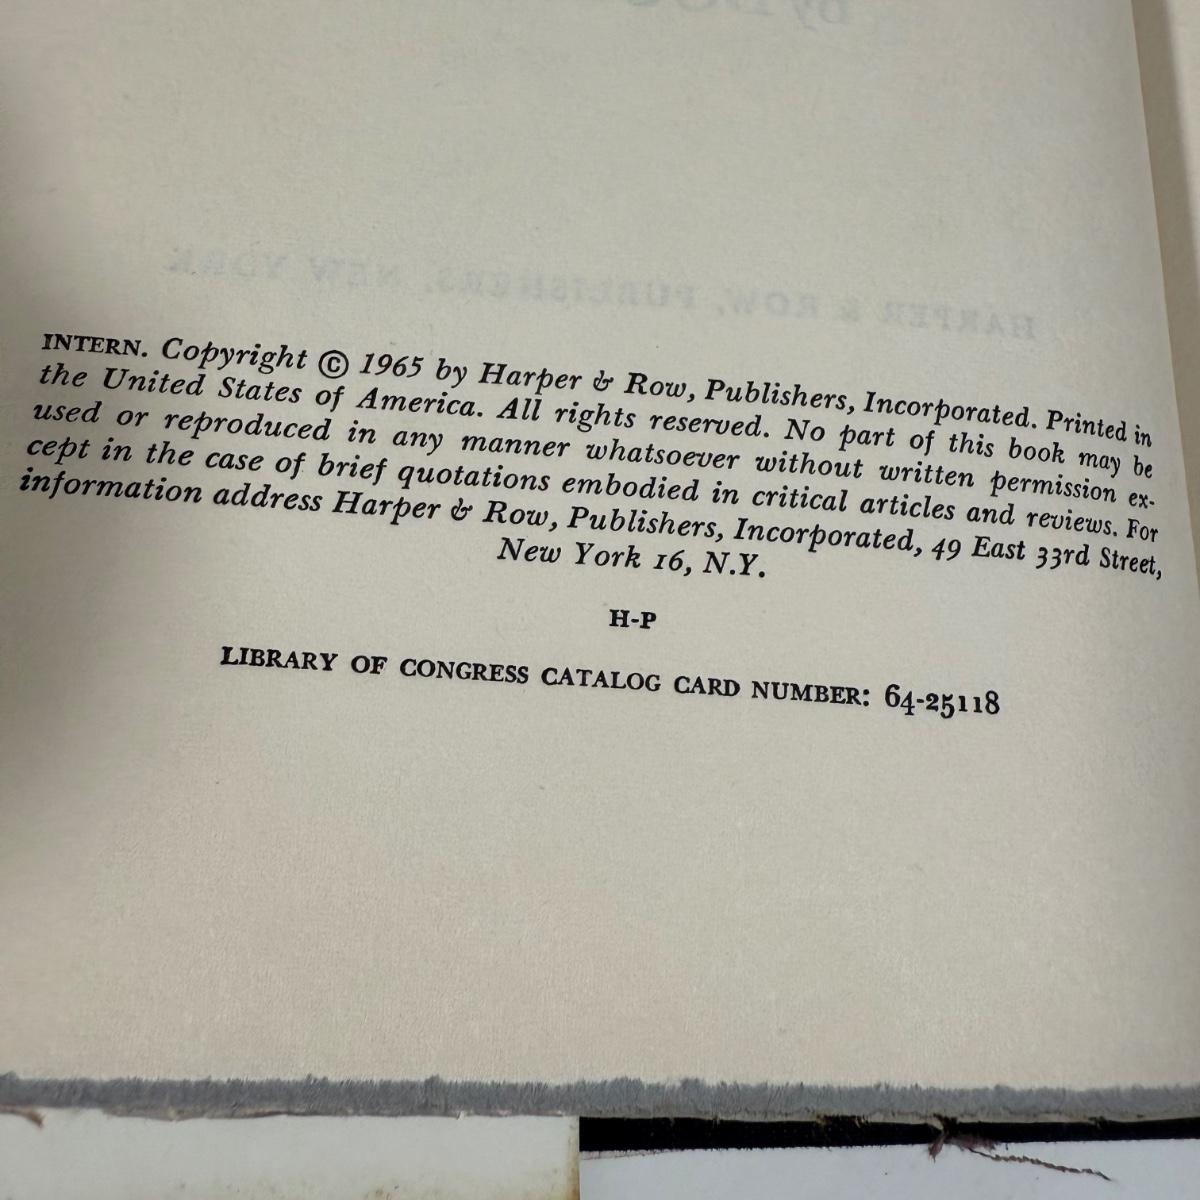 INTERN. Copyright © 1965 by Harper & Row, Publishers, Incorporated. Printed in
the United States of America. All rights reserved. No part of this book may be
used or reproduced in any manner whatsoever without written permission ex-
cept in the case of brief quotations embodied in critical articles and reviews. For
information address Harper & Row, Publishers, Incorporated, 49 East 33rd Street,
New York 16, N.Y.
H-P
LIBRARY OF CONGRESS CATALOG CARD NUMBER: 64-25118